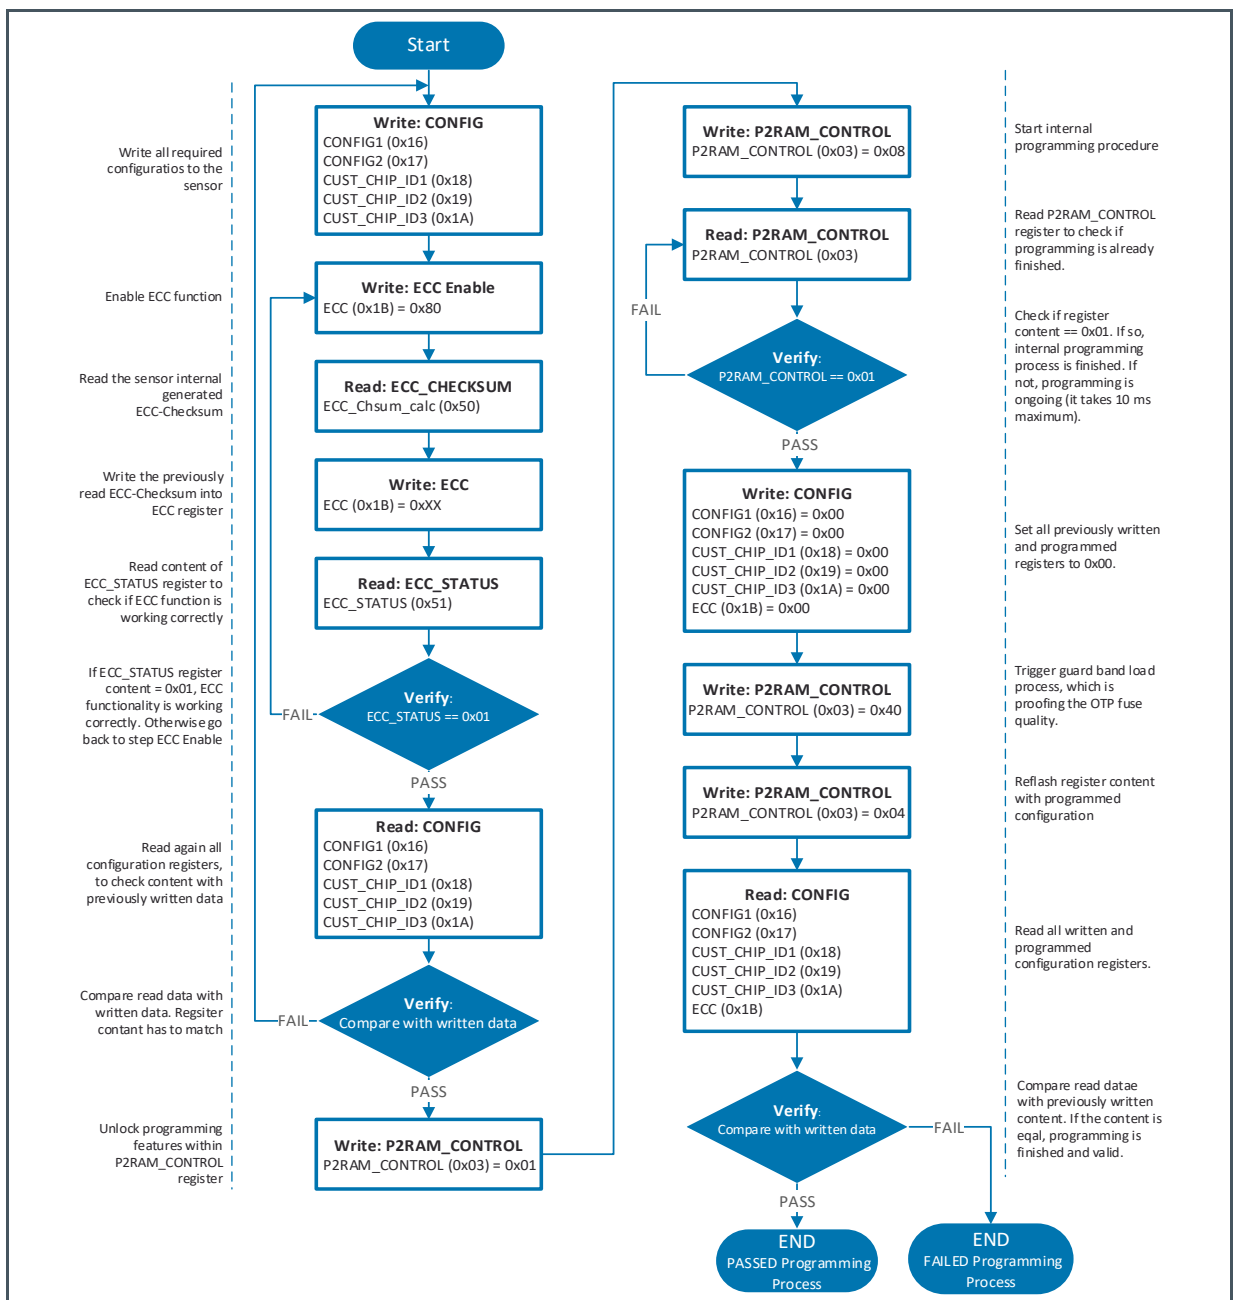 Start
Write all required
configuratios to the
sensor
Write: CONFIG
CONFIG1 (0x16)
CONFIG2 (0x17)
CUST_CHIP_ID1 (0x18)
CUST_CHIP_ID2 (0x19)
CUST_CHIP_ID3 (0x1A)
Enable ECC function
Write: ECC Enable
ECC (0x1B) = 0x80
Read the sensor internal
generated
ECC-Checksum
Read: ECC_CHECKSUM
ECC_Chsum_calc (0x50)
Write the previously
read ECC-Checksum into
ECC register
Write: ECC
ECC (0x1B) = 0xXX
Read content of
ECC_STATUS register to
check if ECC function is
working correctly
Read: ECC_STATUS
ECC_STATUS (0x51)
If ECC_STATUS register
content = 0x01, ECC
functionality is working
correctly. Otherwise go
back to step ECC Enable
FAIL
Verify:
ECC_STATUS == 0x01
PASS
Read again all
configuration registers,
to check content with
previously written data
Read: CONFIG
CONFIG1 (0x16)
CONFIG2 (0x17)
CUST_CHIP_ID1 (0x18)
CUST_CHIP_ID2 (0x19)
CUST_CHIP_ID3 (0x1A)
Compare read data with
written data. Regsiter
contant has to match
FAIL
Verify:
Compare with written data
PASS
Unlock programming
features within
P2RAM_CONTROL
register
Write: P2RAM_CONTROL
P2RAM_CONTROL (0x03) = 0x01
Write: P2RAM_CONTROL
P2RAM_CONTROL (0x03) = 0x08
Start internal
programming procedure
Read: P2RAM_CONTROL
P2RAM_CONTROL (0x03)
Read P2RAM_CONTROL
register to check if
programming is already
finished.
FAIL
Verify:
P2RAM_CONTROL == 0x01
Check if register
content == 0x01. If so,
internal programming
process is finished. If
not, programming is
ongoing (it takes 10 ms
maximum).
PASS
Write: CONFIG
CONFIG1 (0x16) = 0x00
CONFIG2 (0x17) = 0x00
CUST_CHIP_ID1 (0x18) = 0x00
CUST_CHIP_ID2 (0x19) = 0x00
CUST_CHIP_ID3 (0x1A) = 0x00
ECC (0x1B) = 0x00
Set all previously written
and programmed
registers to 0x00.
Write: P2RAM_CONTROL
P2RAM_CONTROL (0x03) = 0x40
Trigger guard band load
process, which is
proofing the OTP fuse
quality.
Write: P2RAM_CONTROL
P2RAM_CONTROL (0x03) = 0x04
Reflash register content
with programmed
configuration
Read: CONFIG
CONFIG1 (0x16)
CONFIG2 (0x17)
CUST_CHIP_ID1 (0x18)
CUST_CHIP_ID2 (0x19)
CUST_CHIP_ID3 (0x1A)
ECC (0x1B)
Read all written and
programmed
configuration registers.
Verify:
Compare with written data
FAIL
Compare read datae
with previously written
content. If the content is
eqal, programming is
finished and valid.
PASS
END
PASSED Programming
Process
END
FAILED Programming
Process